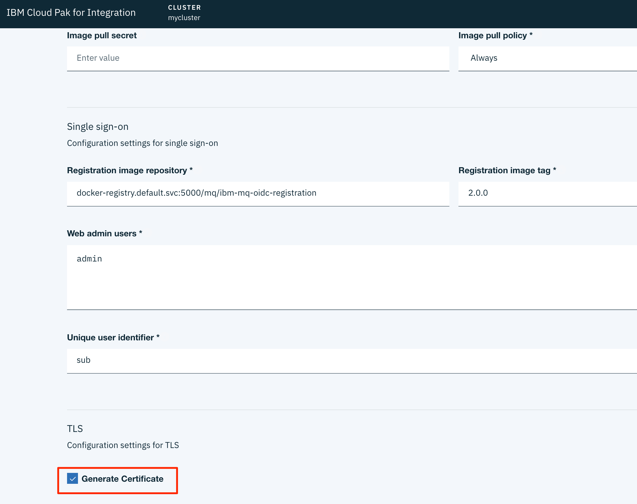 IBM Cloud Pak for Integration
CLUSTER
mycluster
Image pull secret
Image pull policy *
Enter value
Always
Single sign-on
Configuration settings for single sign-on
Registration image repository *
Registration image tag *
docker-registry.default.svc:5000/mq/ibm-mq-oidc-registration
2.0.0
Web admin users *
admin
Unique user identifier *
sub
TLS
Configuration settings for TLS
Generate Certificate